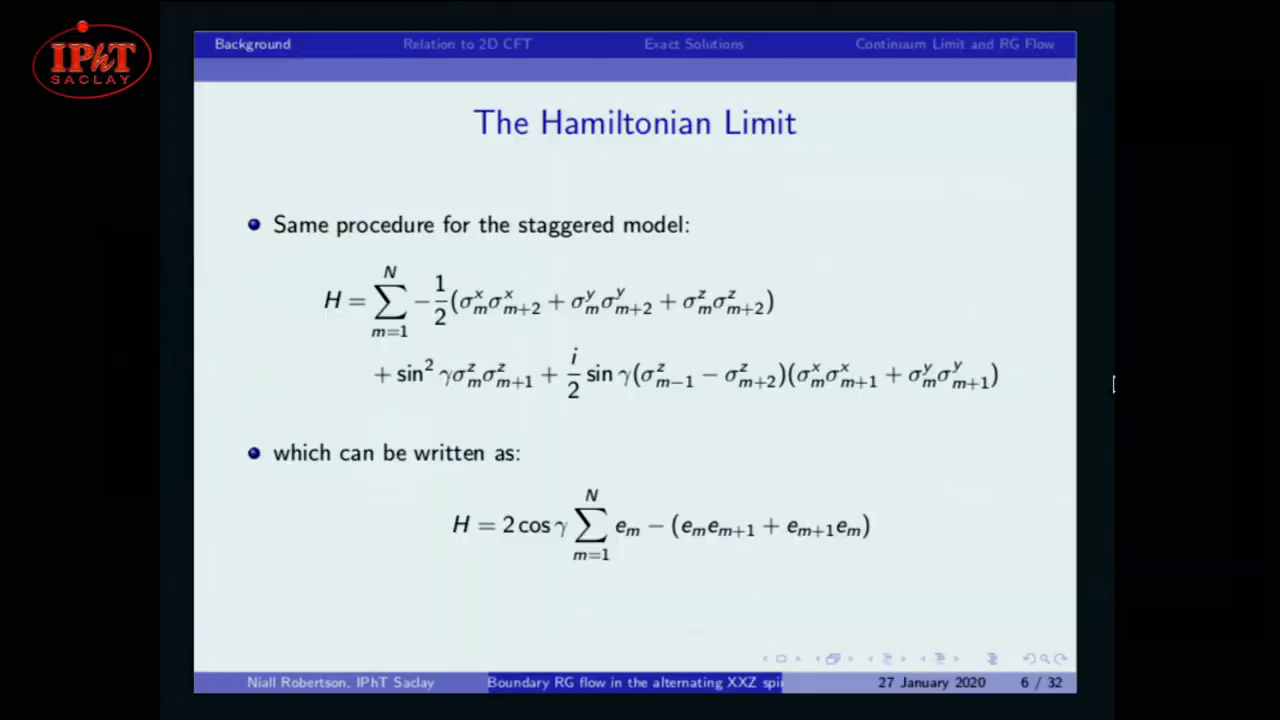 IPhT
SACLAY
Background Relation to 2D CFT Exact Solutions Continuum Limit and RG Flow
The Hamiltonian Limit
Same procedure for the staggered model:
H = ∑_{m=1}^{N} −\frac{1}{2}(σ^x_m σ^x_{m+2} + σ^y_m σ^y_{m+2} + σ^z_m σ^z_{m+2})
+ sin² γσ^z_m σ^z_{m+1} + \frac{i}{2} sin γ(σ^z_{m−1} − σ^z_{m+2})(σ^x_m σ^x_{m+1} + σ^y_m σ^y_{m+1})
which can be written as:
H = 2 cos γ ∑_{m=1}^{N} e_m − (e_m e_{m+1} + e_{m+1} e_m)
Niall Robertson, IPhT Saclay Boundary RG flow in the alternating XXZ spi 27 January 2020 6 / 32